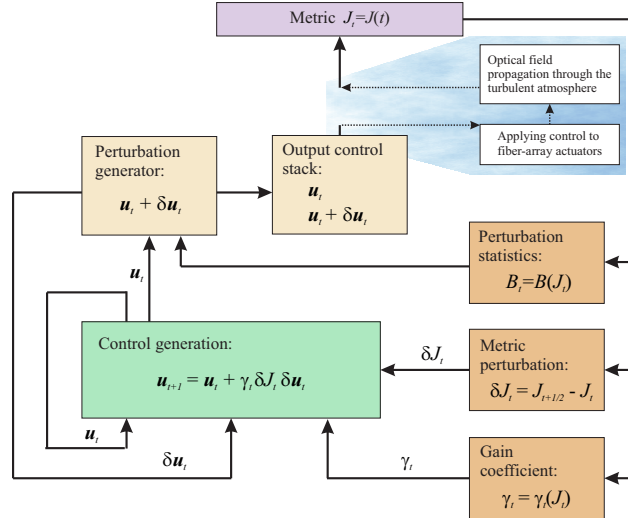 Metric J_t=J(t)
Optical field
propagation through the
turbulent atmosphere
Applying control to
fiber-array actuators
Perturbation
generator:
u_t + δu_t
Output control
stack:
u_t
u_t + δu_t
Perturbation
statistics:
B_t=B(J_t)
u_t
Control generation:
u_{t+1} = u_t + γ_t δJ_t δu_t
δJ_t
Metric
perturbation:
δJ_t = J_{t+1/2} - J_t
u_t
δu_t
γ_t
Gain
coefficient:
γ_t = γ_t(J_t)